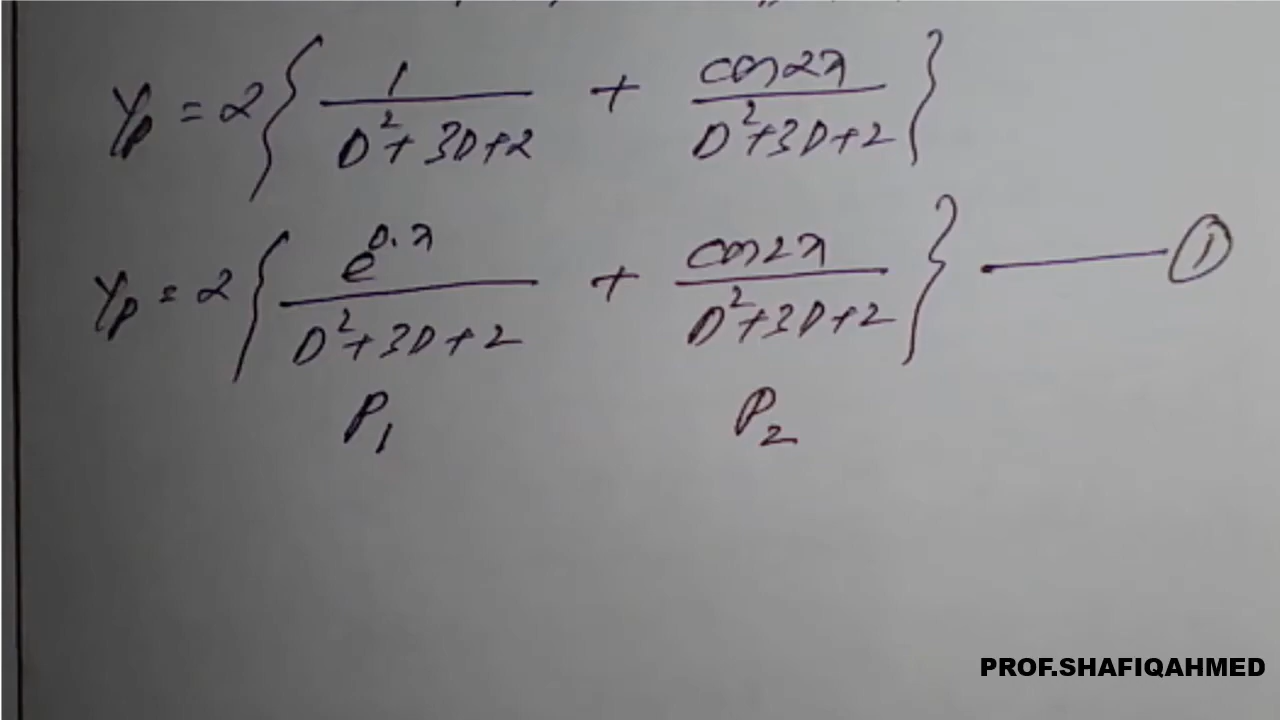 Yp = 2 { 1 / (D² + 3D + 2) + cos2x / (D² + 3D + 2) }
Yp = 2 { e^(0·x) / (D² + 3D + 2) + cos2x / (D² + 3D + 2) } —— ①
P₁ P₂
PROF.SHAFIQAHMED